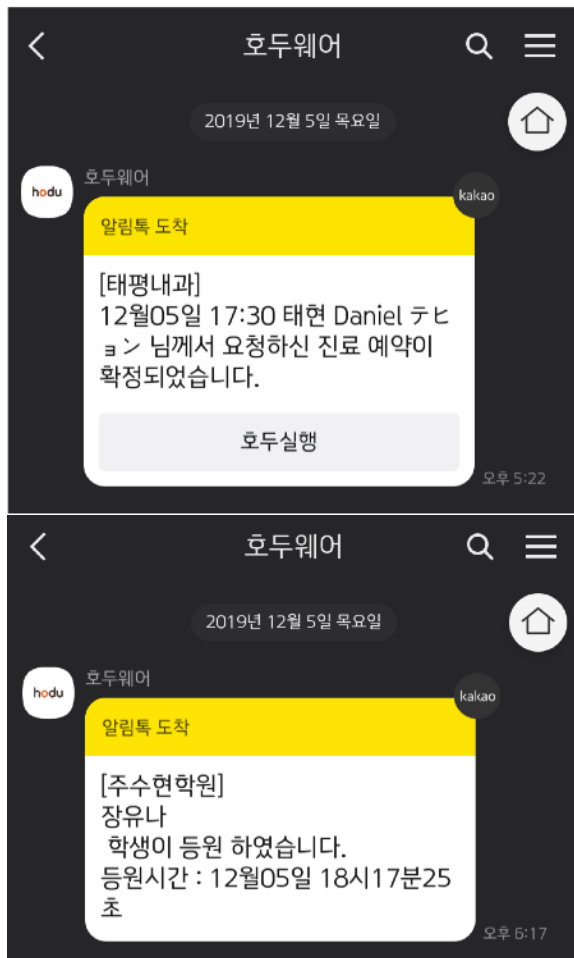 호두웨어
2019년 12월 5일 목요일
hodu
호두웨어
kakao
알림톡 도착
[태평내과]
12월05일 17:30 태현 Daniel テヒ
ョン 님께서 요청하신 진료 예약이
확정되었습니다.
호두실행
오후 5:22
호두웨어
2019년 12월 5일 목요일
hodu
호두웨어
kakao
알림톡 도착
[주수현학원]
장유나
학생이 등원 하였습니다.
등원시간 : 12월05일 18시17분25
초
오후 6:17